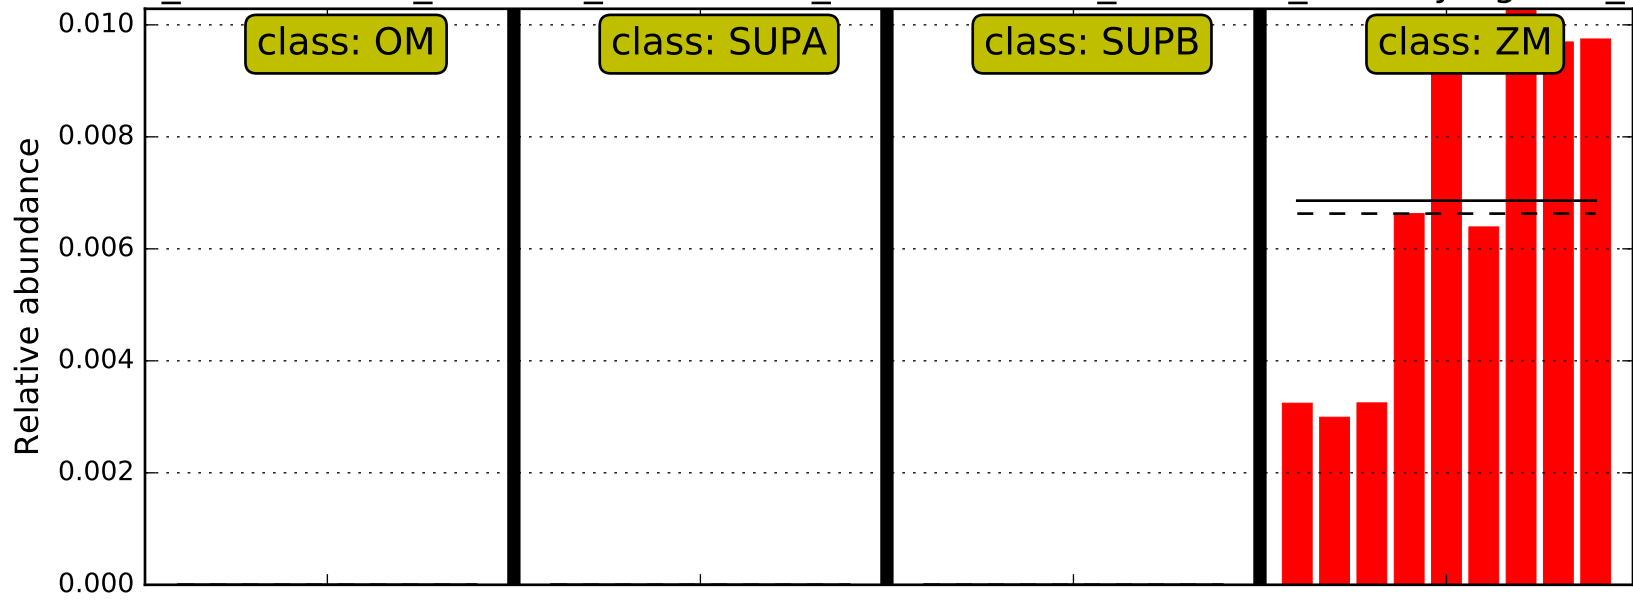 class: OM
class: SUPA
class: SUPB
class: ZM
Relative abundance
0.010
0.008
0.006
0.004
0.002
0.000